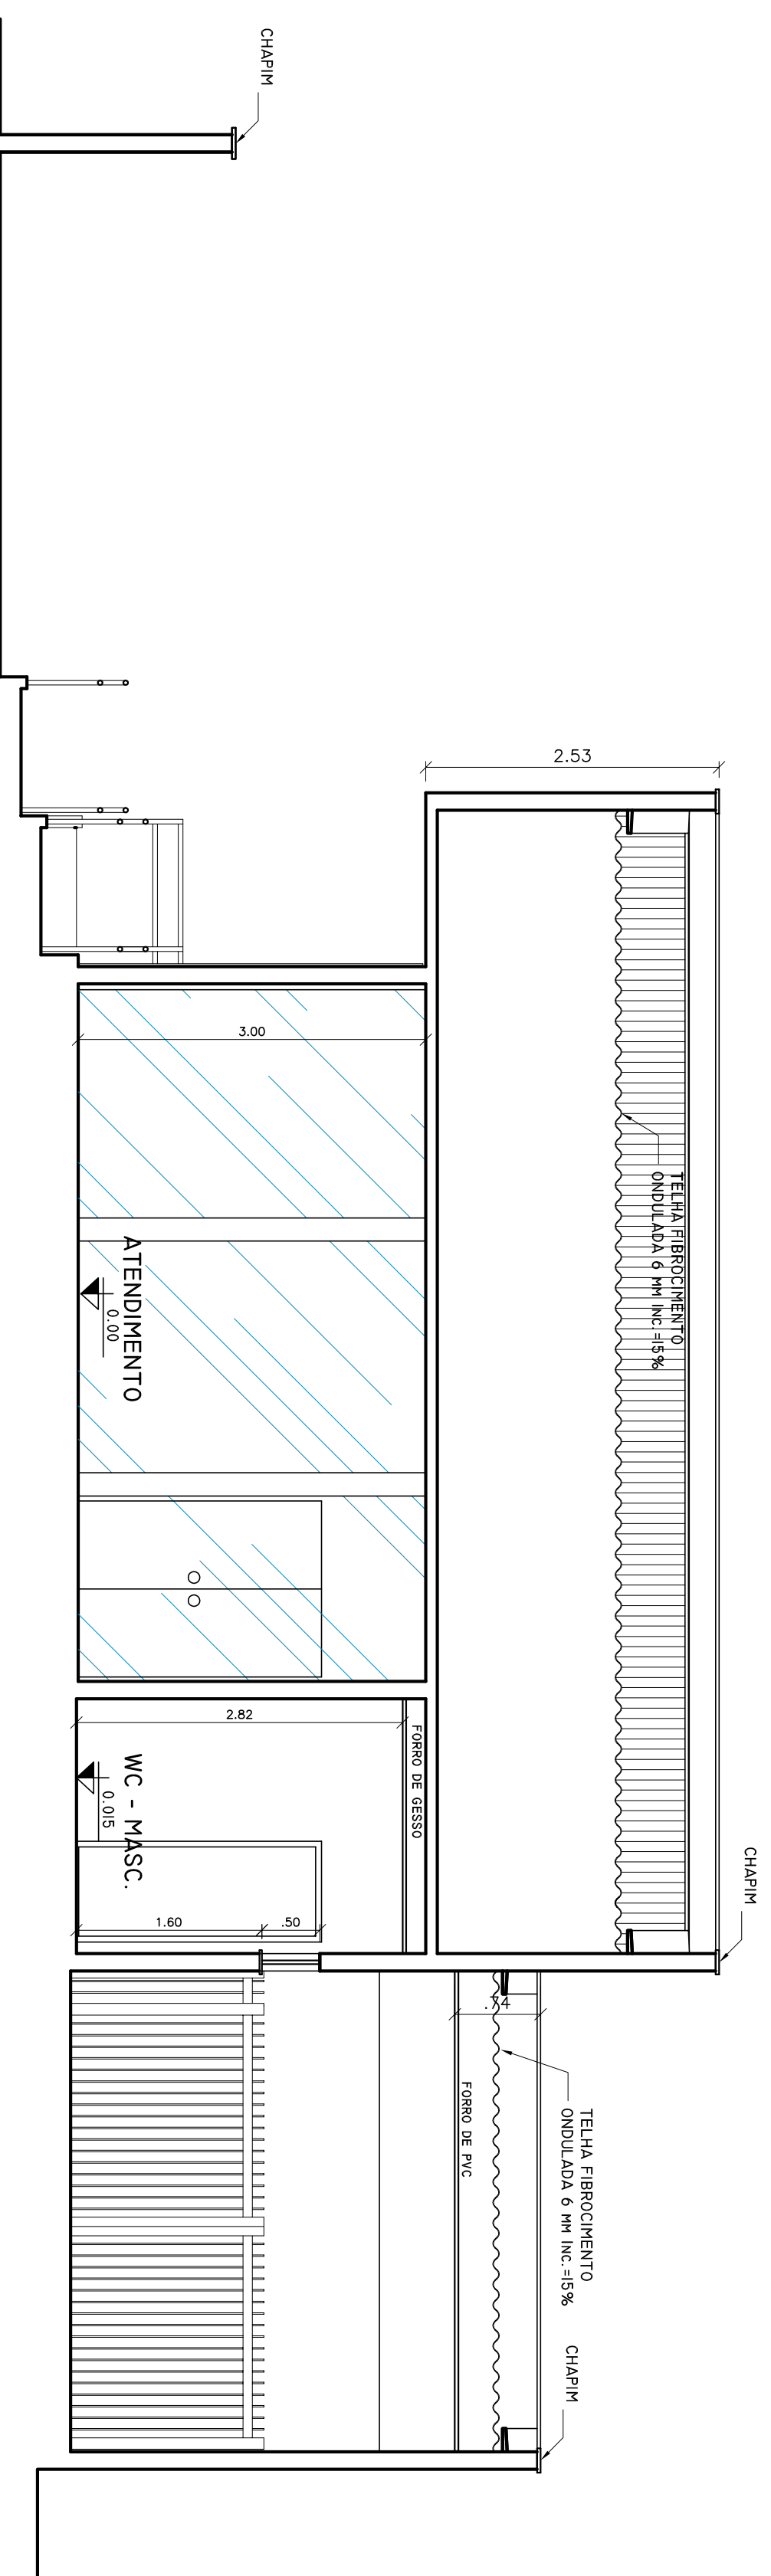 CHAPIM
2.53
TELHA FIBROCIMENTO
ONDULADA 6 MM INC.=15%
3.00
ATENDIMENTO
0.00
CHAPIM
FORRO DE GESSO
2.82
WC - MASC.
0.015
1.60
.50
.74
TELHA FIBROCIMENTO
ONDULADA 6 MM INC.=15%
FORRO DE PVC
CHAPIM